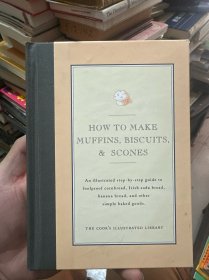 HOW TO MAKE
MUFFINS, BISCUITS,
& SCONES
An illustrated step-by-step guide to
foolproof cornbread, Irish soda bread,
banana bread, and other
simple baked goods.
THE COOK'S ILLUSTRATED LIBRARY